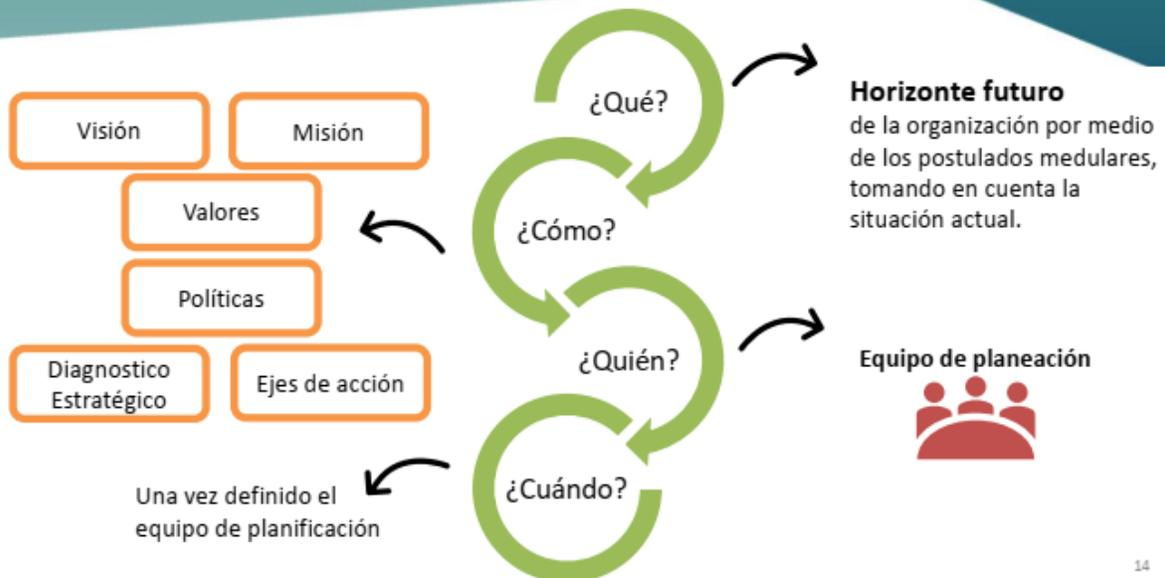 ¿Qué?
Horizonte futuro
de la organización por medio
de los postulados medulares,
tomando en cuenta la
situación actual.
¿Cómo?
Visión
Misión
Valores
Políticas
Diagnostico
Estratégico
Ejes de acción
¿Quién?
Equipo de planeación
¿Cuándo?
Una vez definido el
equipo de planificación
14